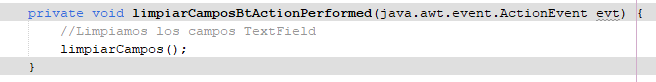 private void limpiarCamposBtActionPerformed(java.awt.event.ActionEvent evt) {
//Limpiamos los campos TextField
limpiarCampos();
}